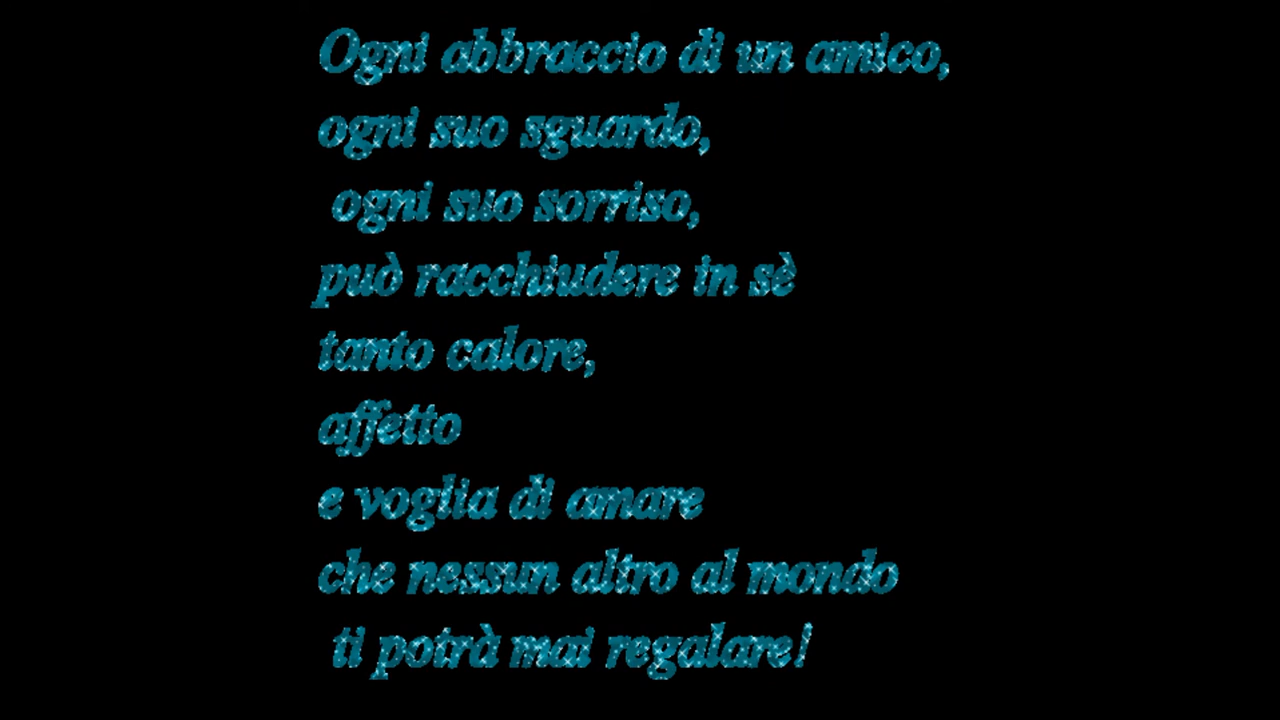 Ogni abbraccio di un amico,
ogni suo sguardo,
ogni suo sorriso,
può racchiudere in sè
tanto calore,
affetto
e voglia di amare
che nessun altro al mondo
ti potrà mai regalare!